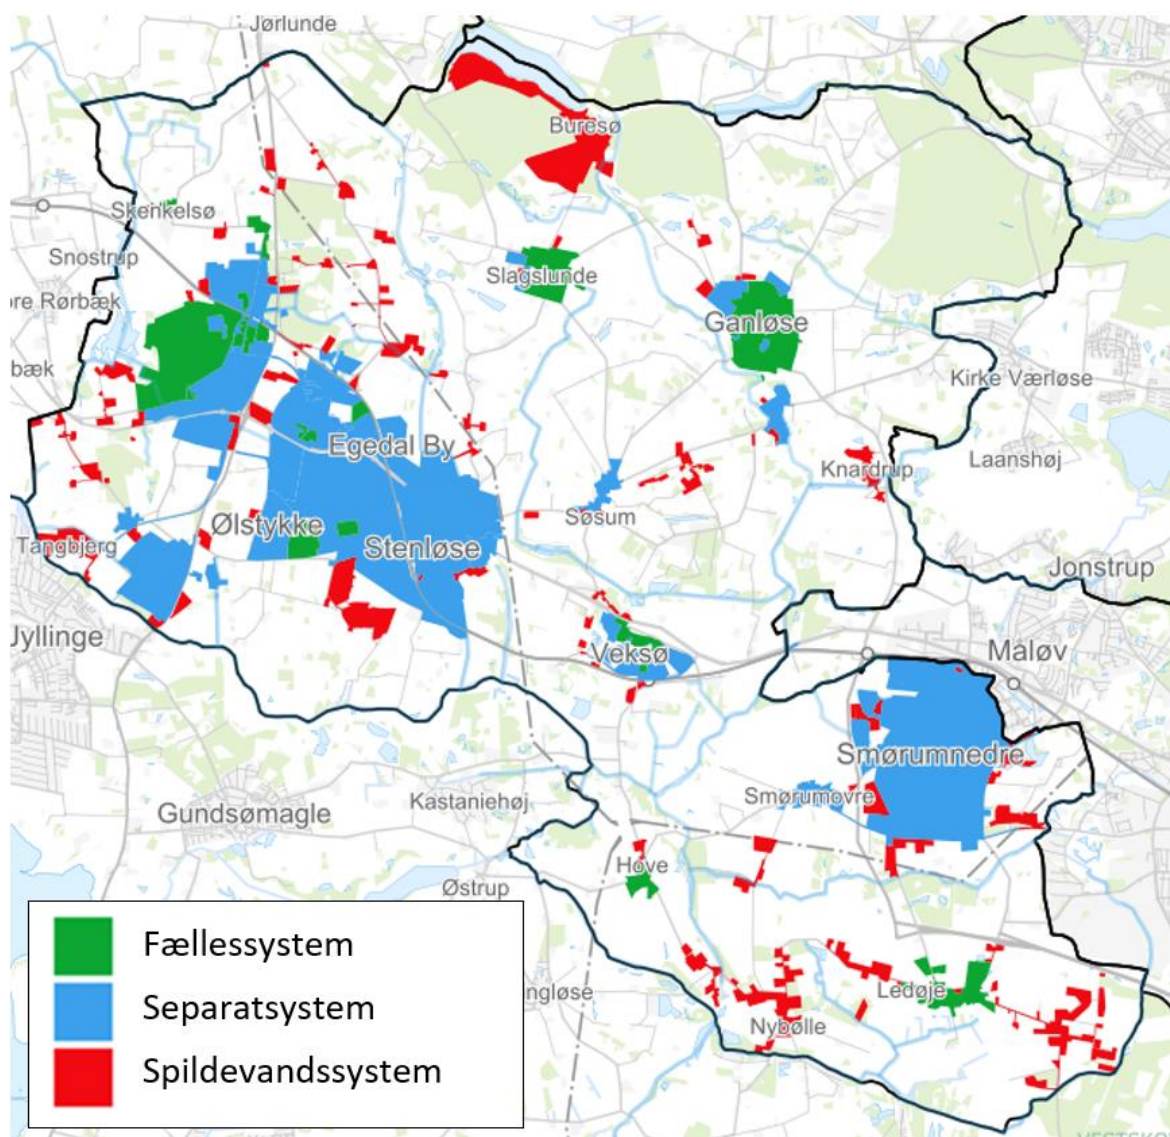 Jørlunde
Buresø
Skenkelsø
Snostrup
Slagslunde
ore Rørbæk
Ganløse
bæk
Kirke Værløse
Egedal By
Laanshøj
Knardrup
Ølstykke
Søsum
Tangbjerg
Stenløse
Jonstrup
Jyllinge
Veksø
Måløv
Smørumnedre
Kastaniehøj
Smørumovre
Gundsømagle
Hove
Østrup
Fællessystem
ngløse
Ledøje
Separatsystem
Nybølle
Spildevandssystem